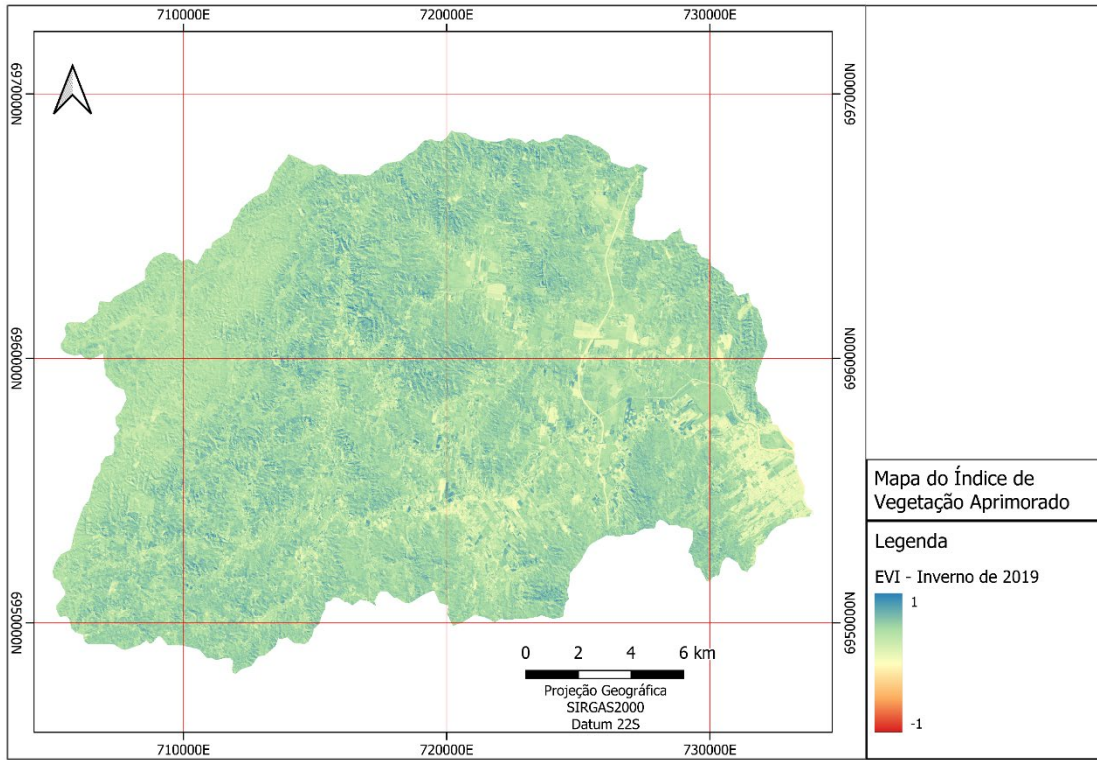 710000E
720000E
730000E
6970000N
6970000N
6960000N
6960000N
6950000N
6950000N
0 2 4 6 km
Projeção Geográfica
SIRGAS2000
Datum 22S
710000E
720000E
730000E
Mapa do Índice de
Vegetação Aprimorado
Legenda
EVI - Inverno de 2019
1
-1